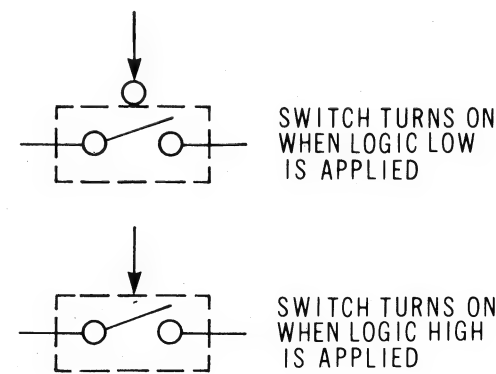 SWITCH TURNS ON
WHEN LOGIC LOW
IS APPLIED
SWITCH TURNS ON
WHEN LOGIC HIGH
IS APPLIED